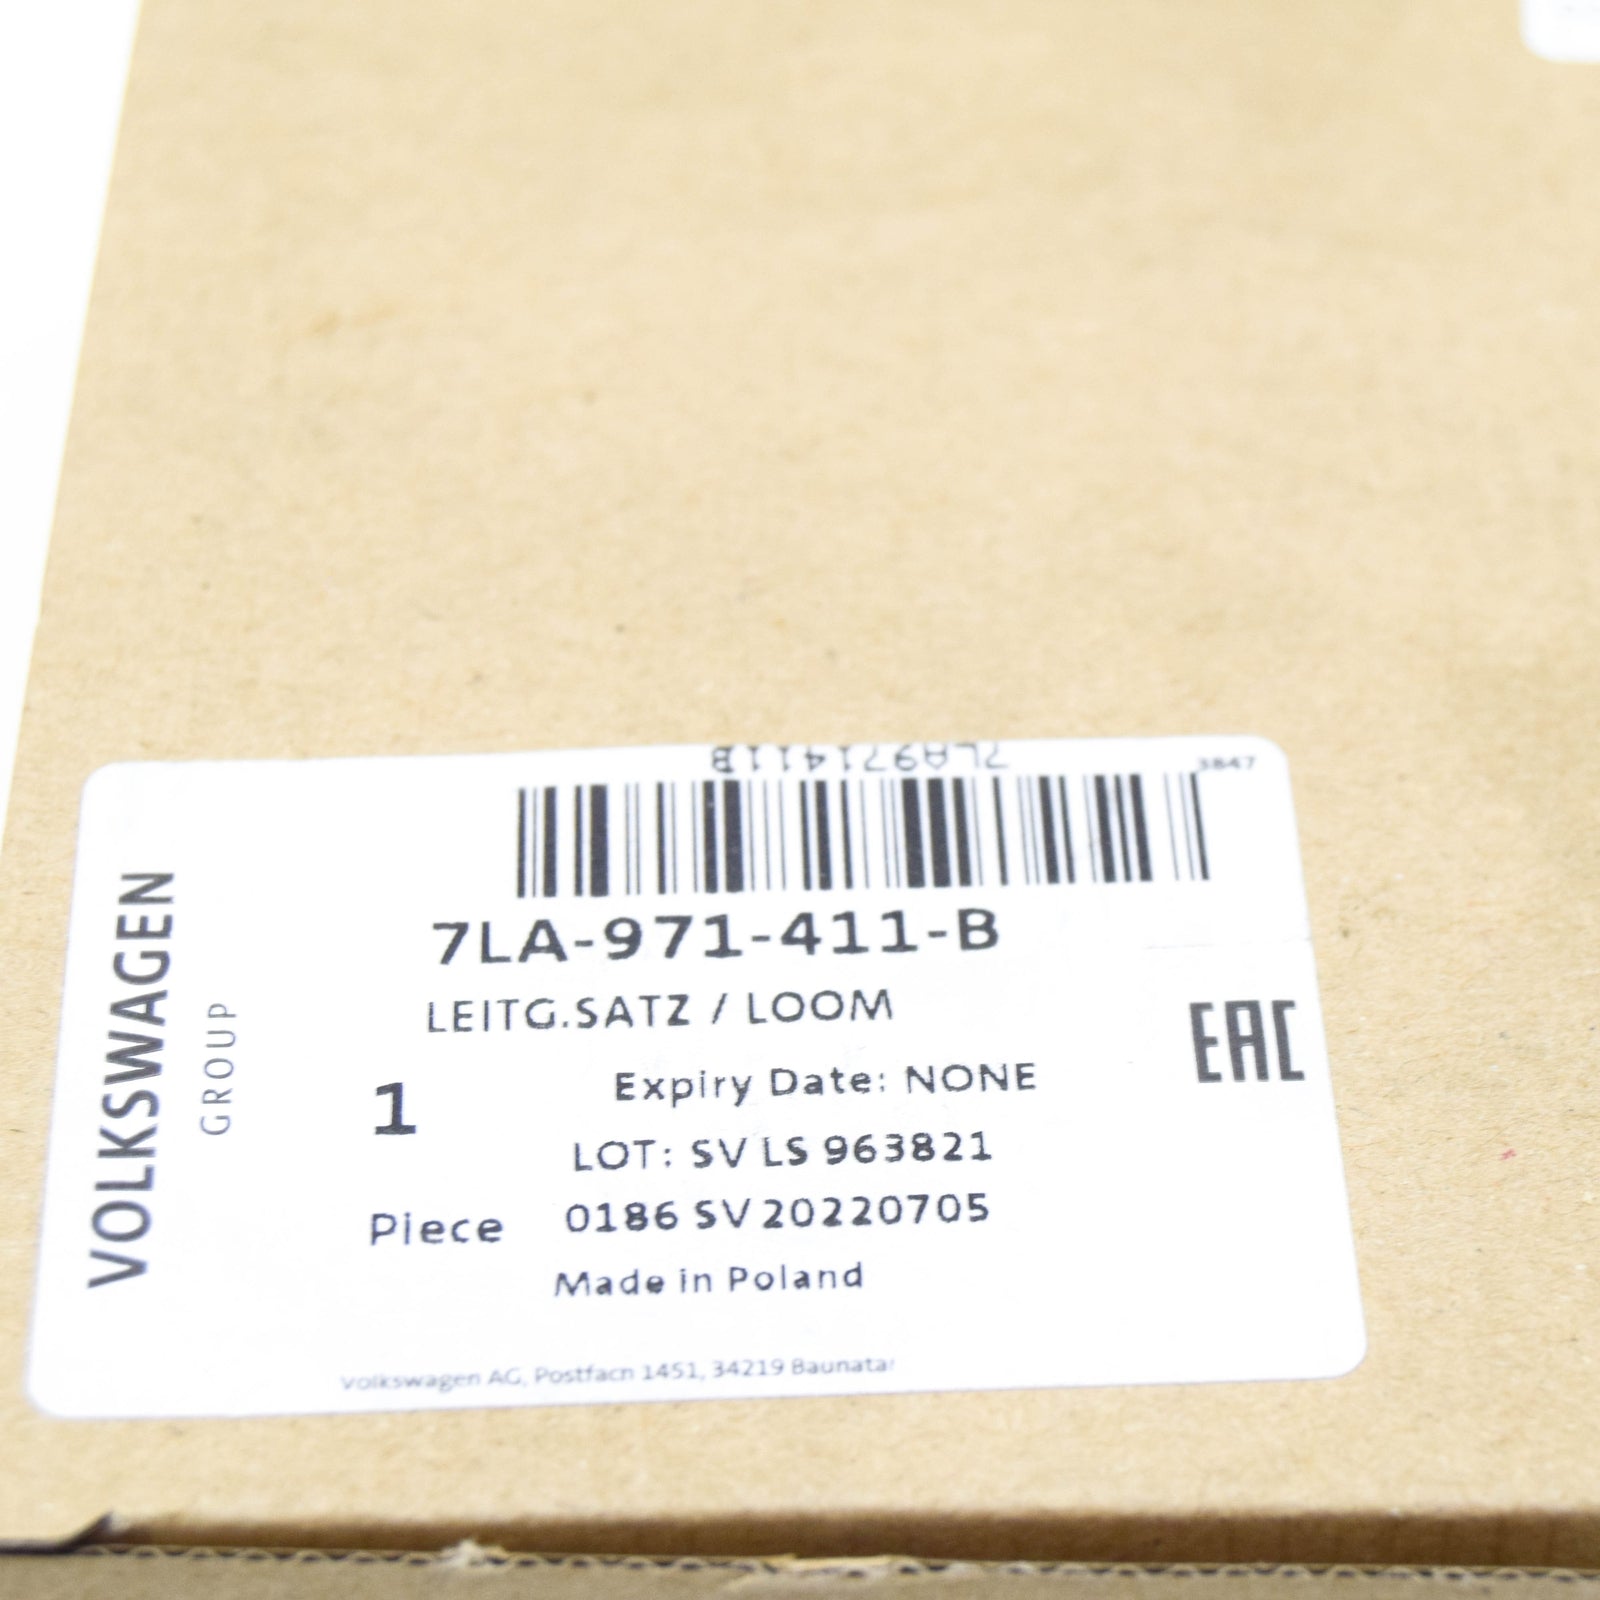 7LA971411B
3847
7LA-971-411-B
LEITG.SATZ / LOOM
EAC
Expiry Date: NONE
1
LOT: SV LS 963821
Piece
0186 SV 20220705
Made in Poland
Volkswagen AG, Postfach 1451, 34219 Baunatal
VOLKSWAGEN
GROUP